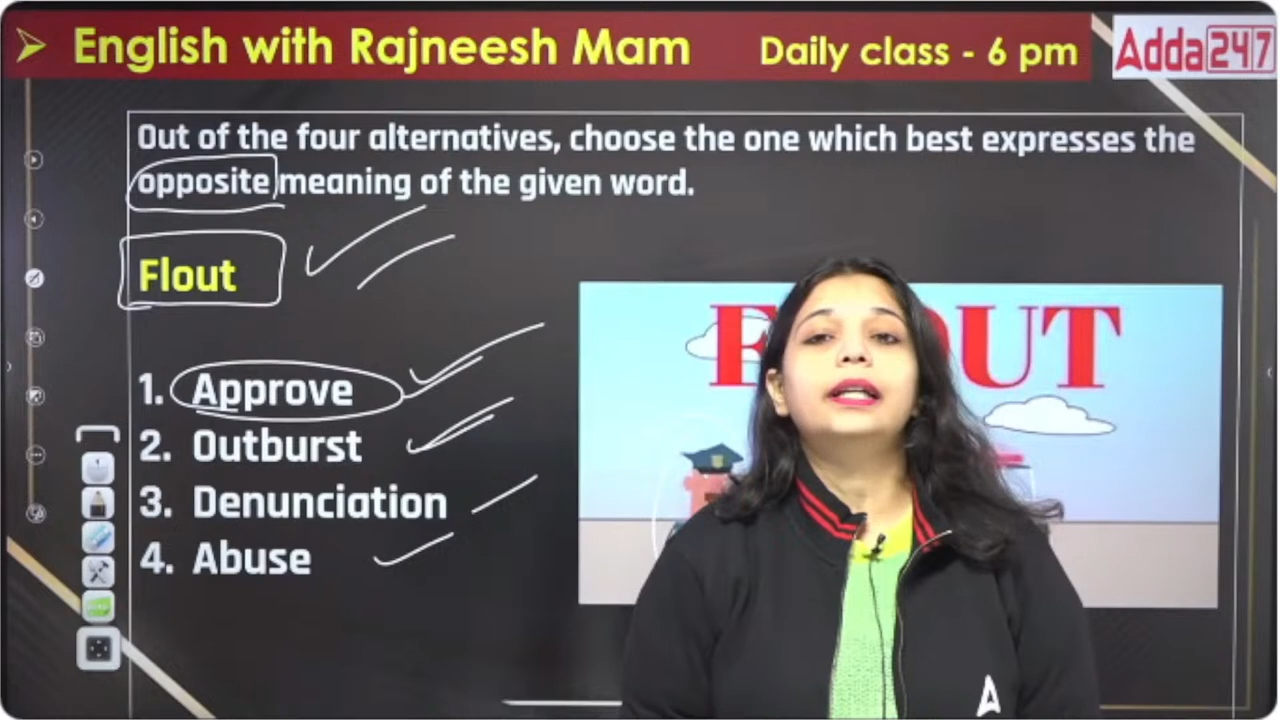 English with Rajneesh Mam
Daily class - 6 pm
Adda247
Out of the four alternatives, choose the one which best expresses the
opposite meaning of the given word.
Flout
1. Approve
2. Outburst
3. Denunciation
4. Abuse